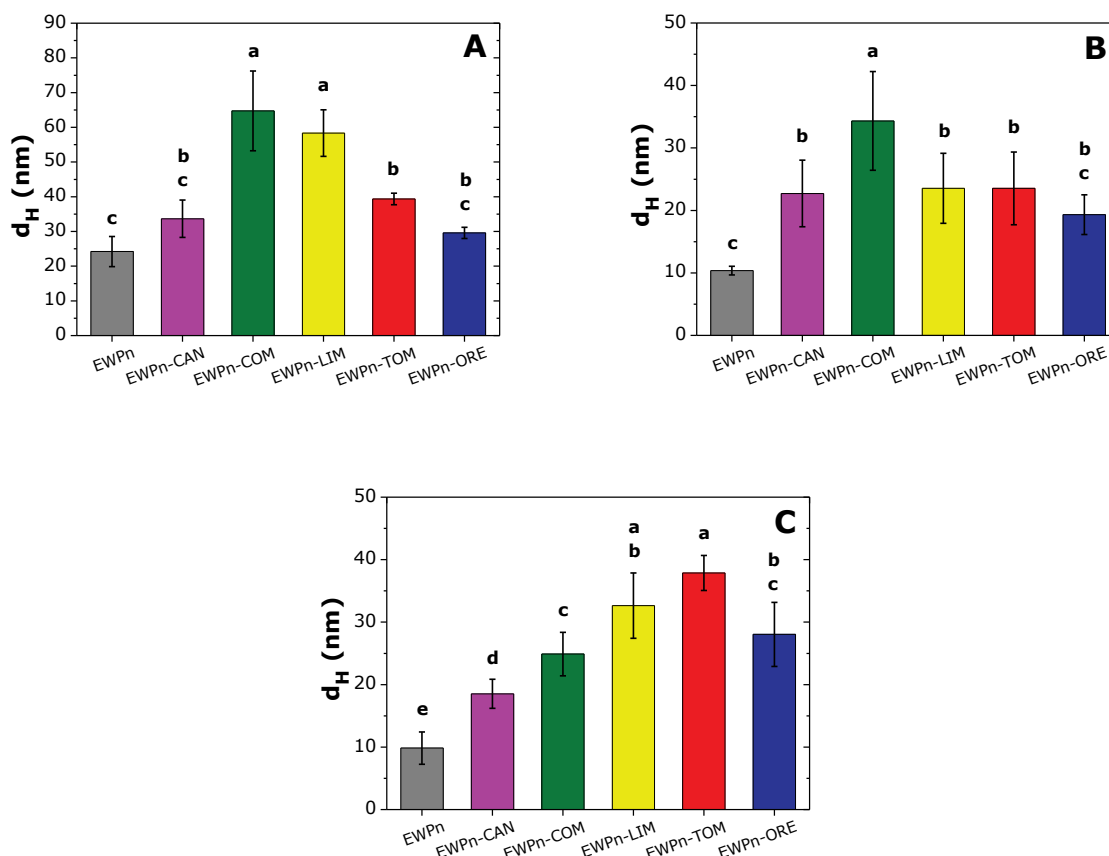 A
d_H (nm)
90
80
70
60
50
40
30
20
10
0
c
b
c
a
a
b
b
c
EWPn
EWPn-CAN
EWPn-COM
EWPn-LIM
EWPn-TOM
EWPn-ORE
B
d_H (nm)
50
40
30
20
10
0
c
b
a
b
b
b
c
EWPn
EWPn-CAN
EWPn-COM
EWPn-LIM
EWPn-TOM
EWPn-ORE
C
d_H (nm)
50
40
30
20
10
0
e
d
c
a
b
a
b
c
EWPn
EWPn-CAN
EWPn-COM
EWPn-LIM
EWPn-TOM
EWPn-ORE